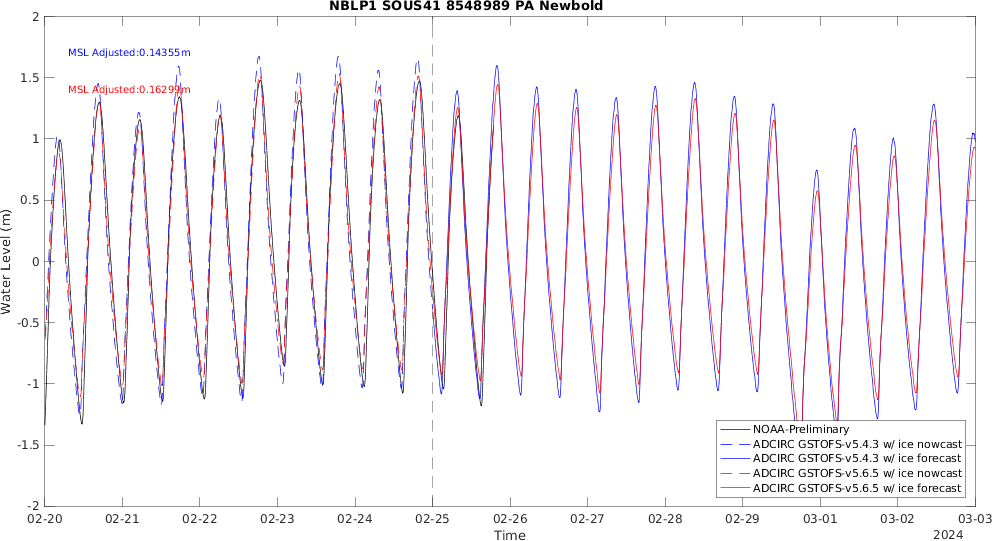 NBLP1 SOUS41 8548989 PA Newbold
2
1.5
1
0.5
0
-0.5
-1
-1.5
-2
Water Level (m)
MSL Adjusted:0.14355m
MSL Adjusted:0.16299m
NOAA-Preliminary
ADCIRC GSTOFS-v5.4.3 w/ ice nowcast
ADCIRC GSTOFS-v5.4.3 w/ ice forecast
ADCIRC GSTOFS-v5.6.5 w/ ice nowcast
ADCIRC GSTOFS-v5.6.5 w/ ice forecast
02-20 02-21 02-22 02-23 02-24 02-25 02-26 02-27 02-28 02-29 03-01 03-02 03-03
Time
2024